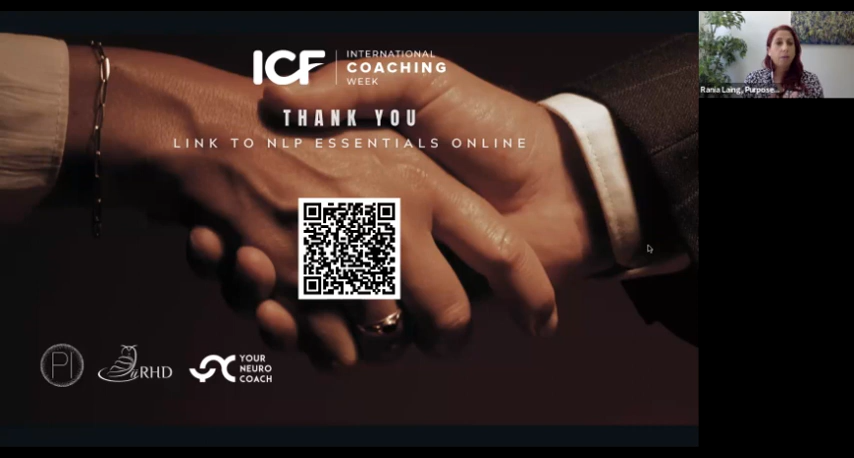 ICF
INTERNATIONAL
COACHING
WEEK
THANK YOU
LINK TO NLP ESSENTIALS ONLINE
PI
RHD
YOUR
NEURO
COACH
Rania Laing, Purpose...